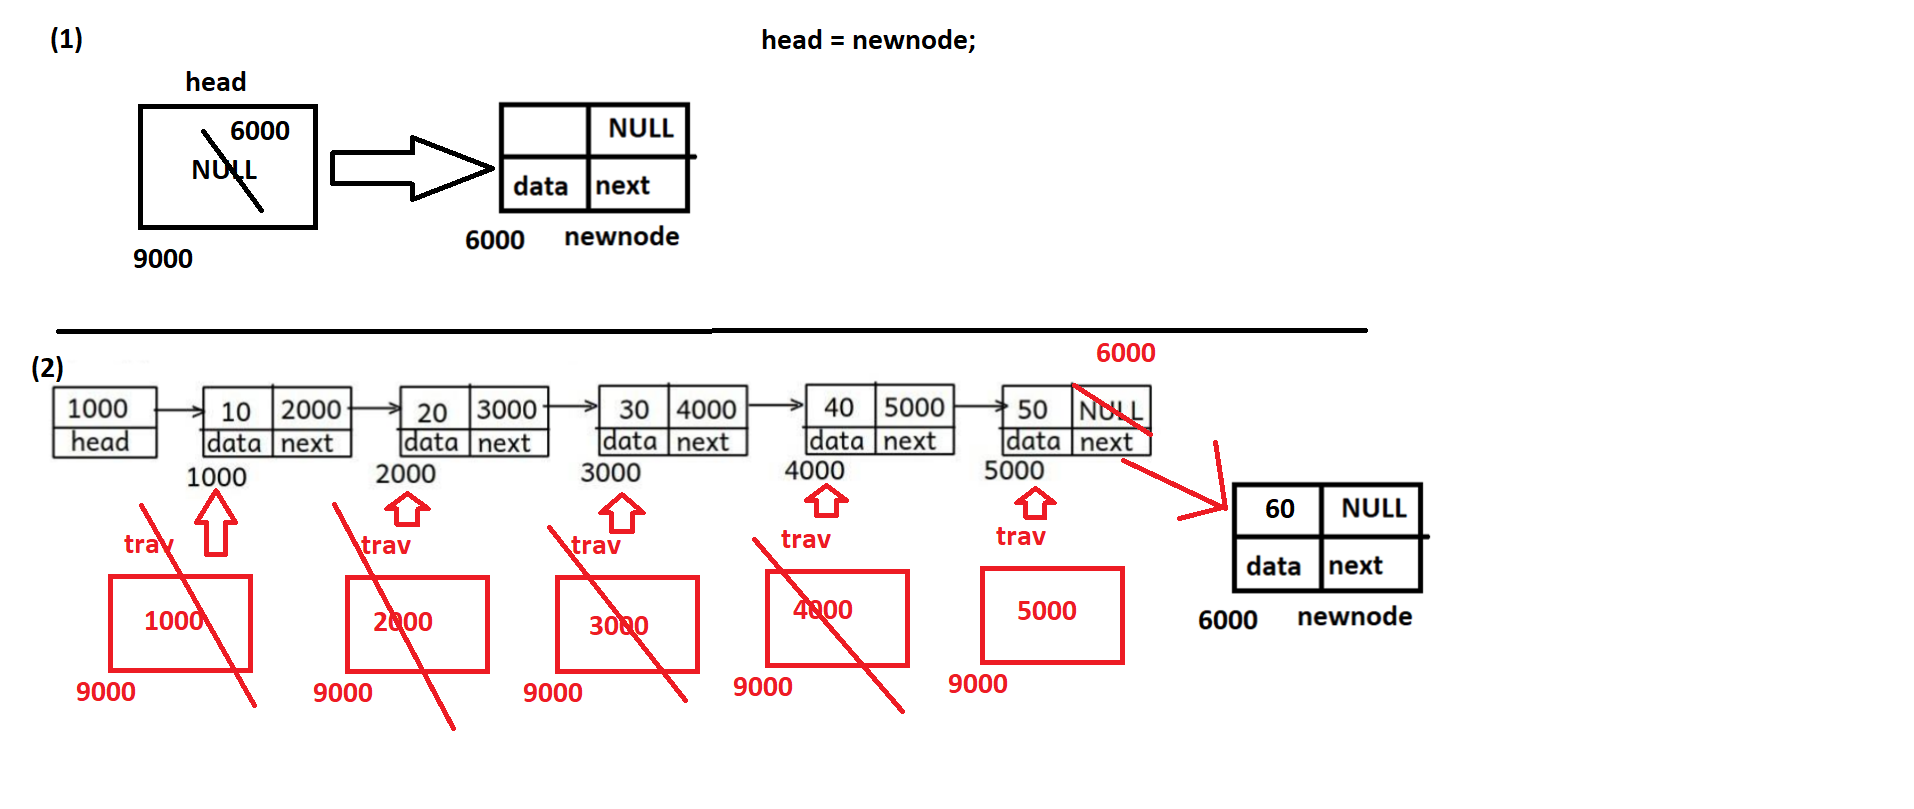 (1)
head = newnode;
head
6000
NULL
NULL
data next
9000
6000 newnode
(2)
6000
1000
head
10 2000
data next
1000
20 3000
data next
2000
30 4000
data next
3000
40 5000
data next
4000
50 NULL
data next
5000
60 NULL
data next
6000 newnode
trav
1000
9000
trav
2000
9000
trav
3000
9000
trav
4000
9000
trav
5000
9000